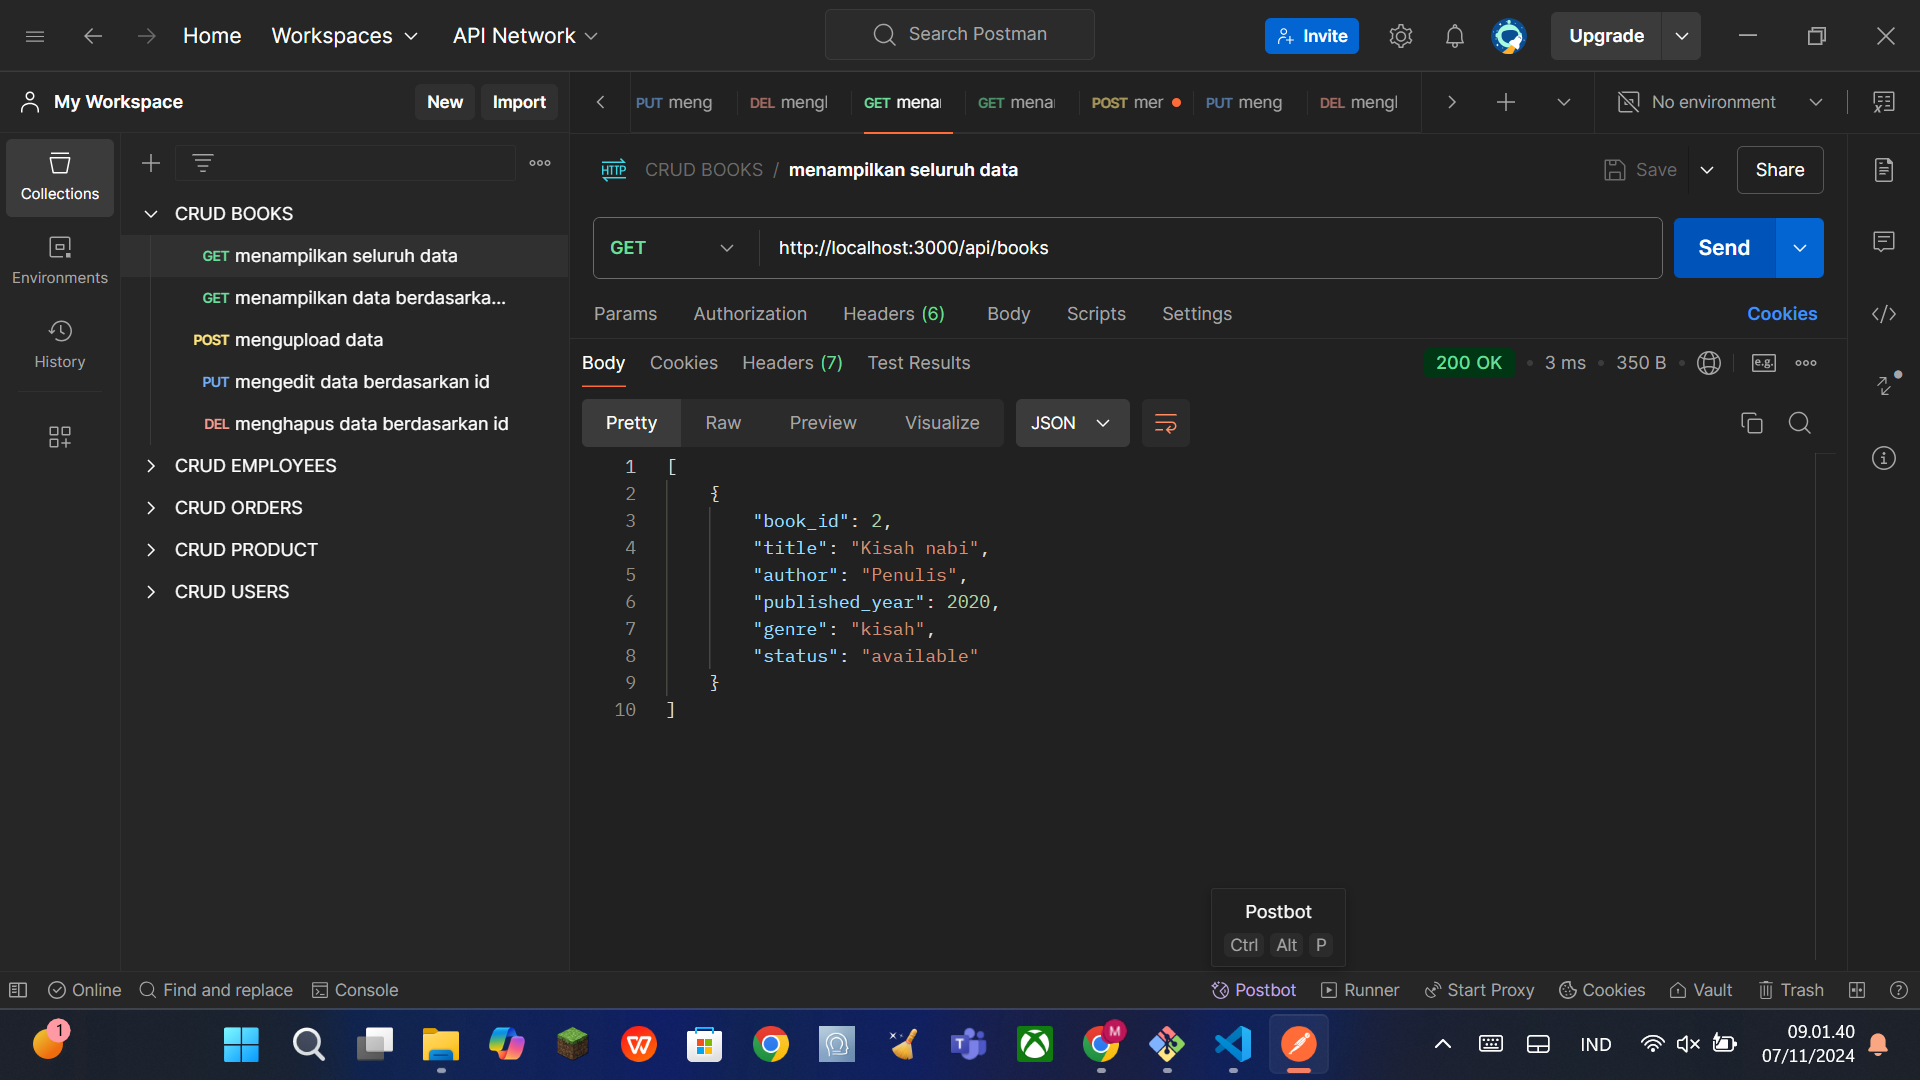 Home Workspaces API Network Search Postman Invite Upgrade
My Workspace New Import PUT meng DEL mengl GET mena GET mena POST mer PUT meng DEL mengl No environment
Collections
Environments
History
CRUD BOOKS
GET menampilkan seluruh data
GET menampilkan data berdasarka...
POST mengupload data
PUT mengedit data berdasarkan id
DEL menghapus data berdasarkan id
CRUD EMPLOYEES
CRUD ORDERS
CRUD PRODUCT
CRUD USERS
HTTP CRUD BOOKS / menampilkan seluruh data Save Share
GET http://localhost:3000/api/books Send
Params Authorization Headers (6) Body Scripts Settings Cookies
Body Cookies Headers (7) Test Results 200 OK • 3 ms • 350 B • e.g.
Pretty Raw Preview Visualize JSON
1 [
2 {
3 "book_id": 2,
4 "title": "Kisah nabi",
5 "author": "Penulis",
6 "published_year": 2020,
7 "genre": "kisah",
8 "status": "available"
9 }
10 ]
Postbot
Ctrl Alt P
Online Find and replace Console Postbot Runner Start Proxy Cookies Vault Trash
1 W M IND 09.01.40
07/11/2024